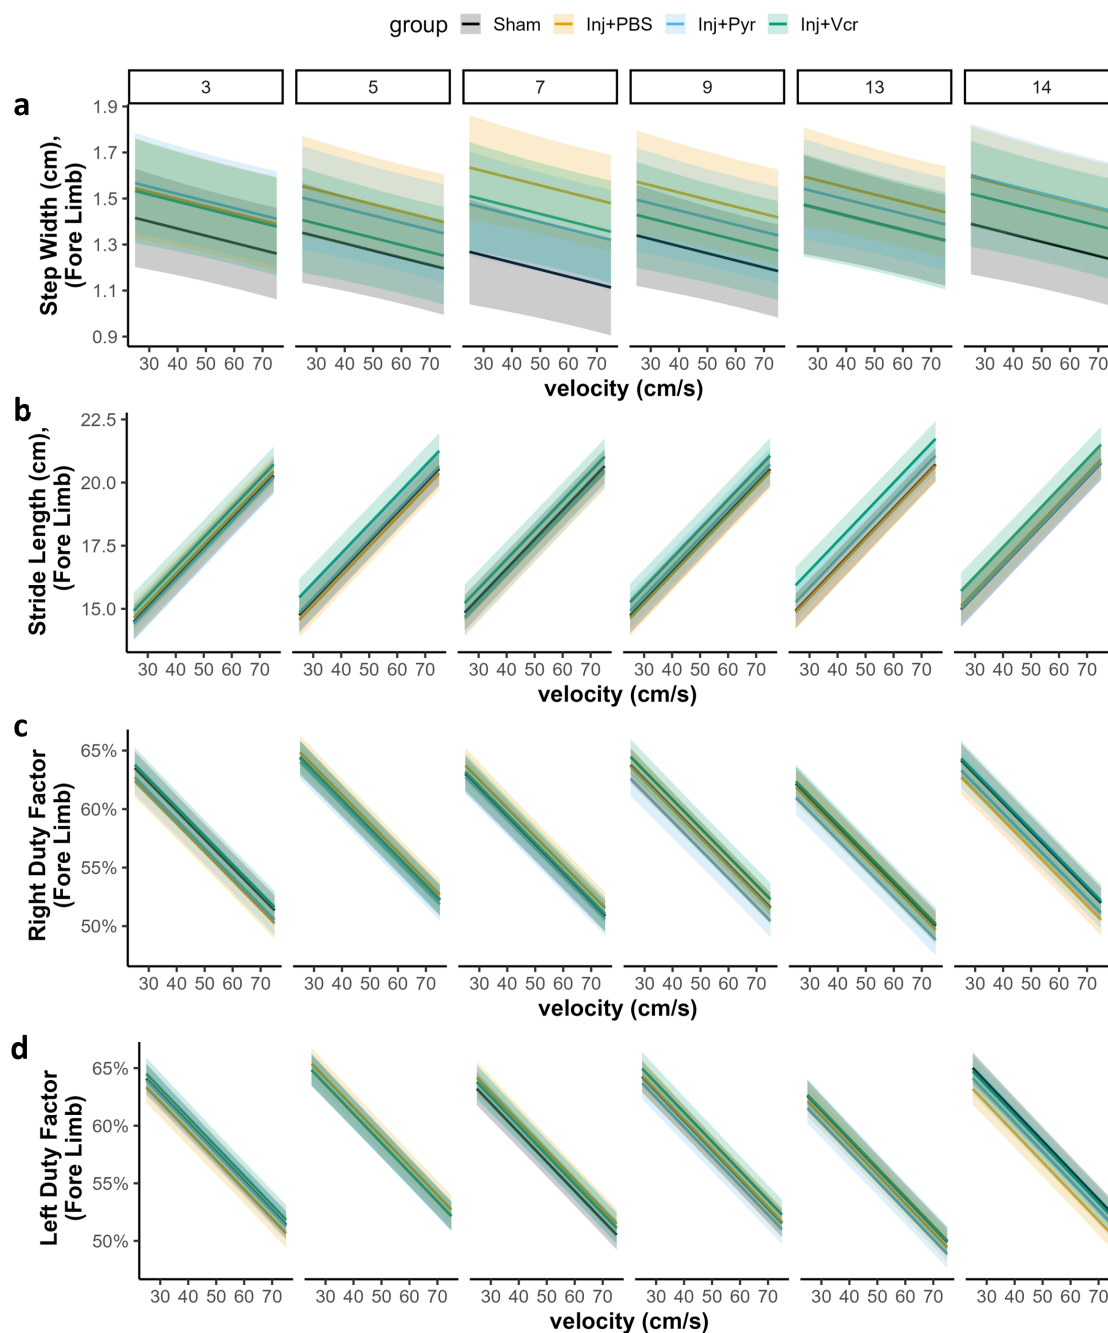 group Sham Inj+PBS Inj+Pyr Inj+Vcr
3 5 7 9 13 14
a
Step Width (cm),
(Fore Limb)
1.9
1.7
1.5
1.3
1.1
0.9
30 40 50 60 70 30 40 50 60 70 30 40 50 60 70 30 40 50 60 70 30 40 50 60 70 30 40 50 60 70
velocity (cm/s)
b
Stride Length (cm),
(Fore Limb)
22.5
20.0
17.5
15.0
30 40 50 60 70 30 40 50 60 70 30 40 50 60 70 30 40 50 60 70 30 40 50 60 70 30 40 50 60 70
velocity (cm/s)
c
Right Duty Factor
(Fore Limb)
65%
60%
55%
50%
30 40 50 60 70 30 40 50 60 70 30 40 50 60 70 30 40 50 60 70 30 40 50 60 70 30 40 50 60 70
velocity (cm/s)
d
Left Duty Factor
(Fore Limb)
65%
60%
55%
50%
30 40 50 60 70 30 40 50 60 70 30 40 50 60 70 30 40 50 60 70 30 40 50 60 70 30 40 50 60 70
velocity (cm/s)